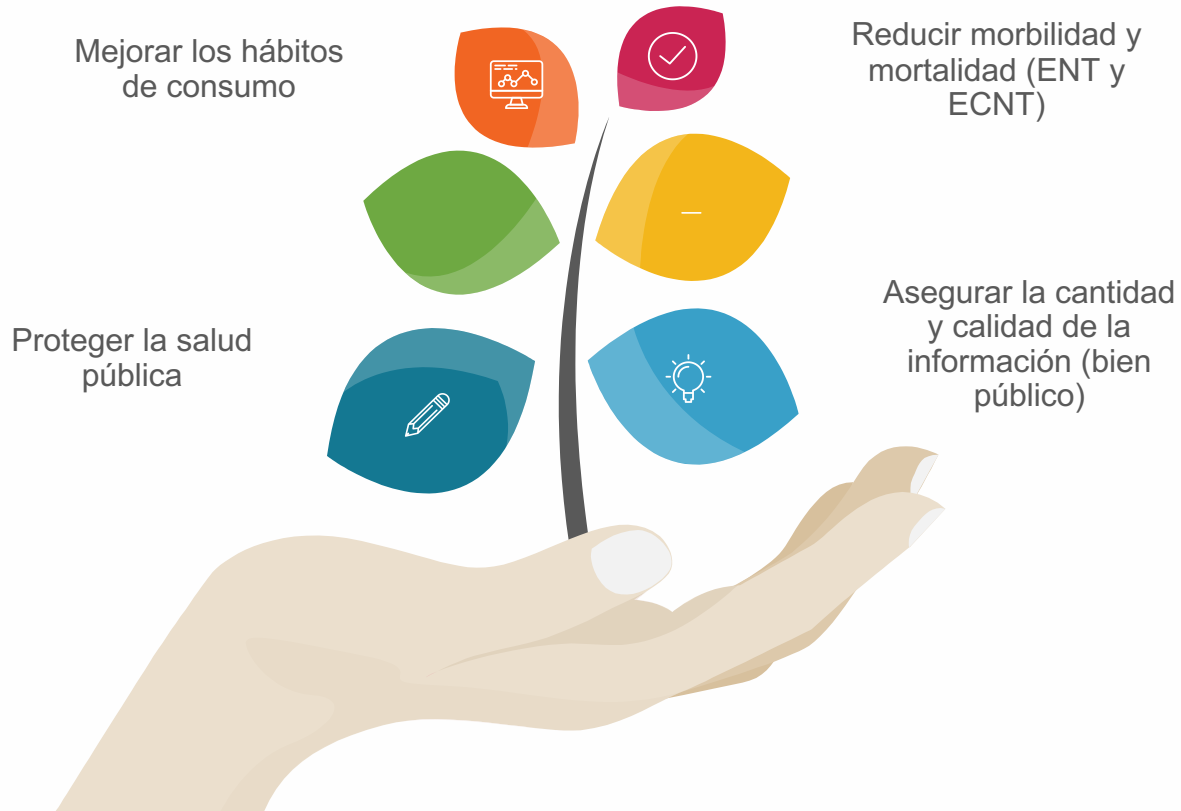 Mejorar los hábitos
de consumo
Reducir morbilidad y
mortalidad (ENT y
ECNT)
Proteger la salud
pública
Asegurar la cantidad
y calidad de la
información (bien
público)